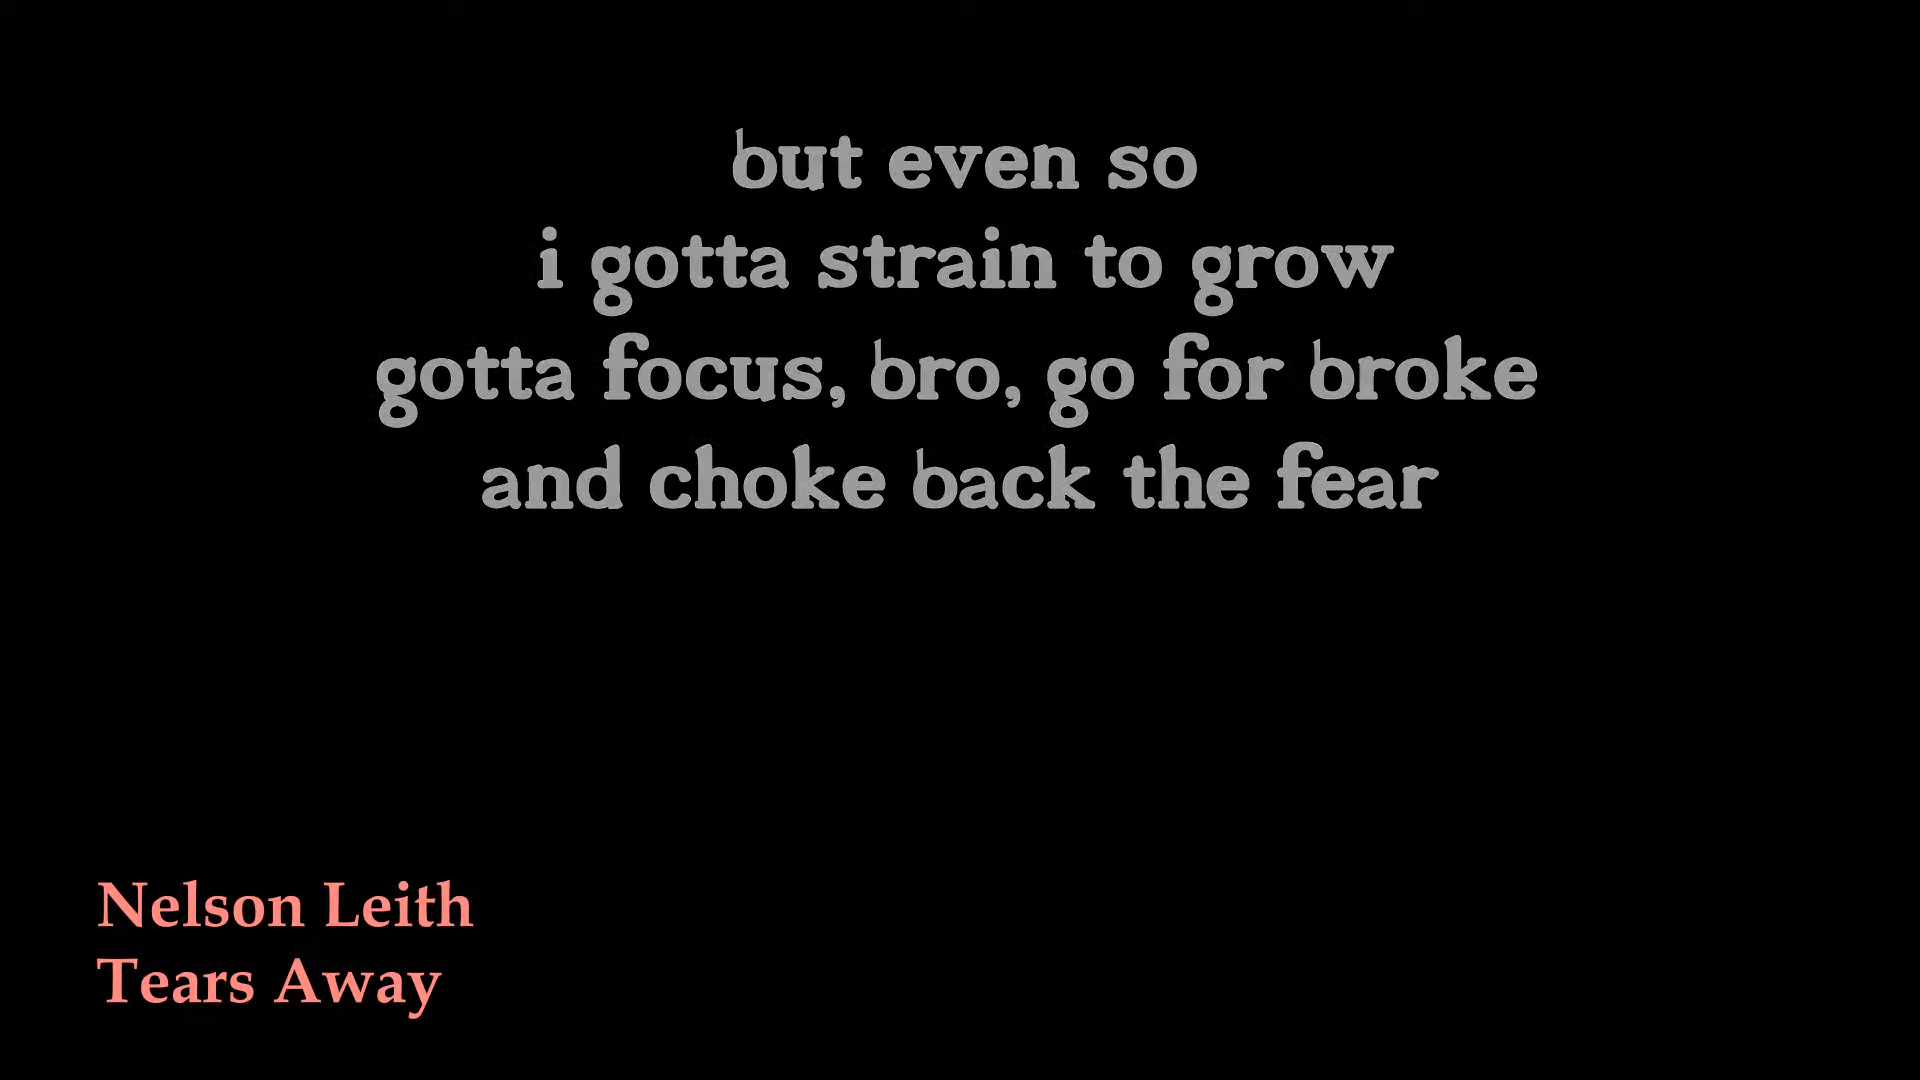 but even so
i gotta strain to grow
gotta focus, bro, go for broke
and choke back the fear
Nelson Leith
Tears Away